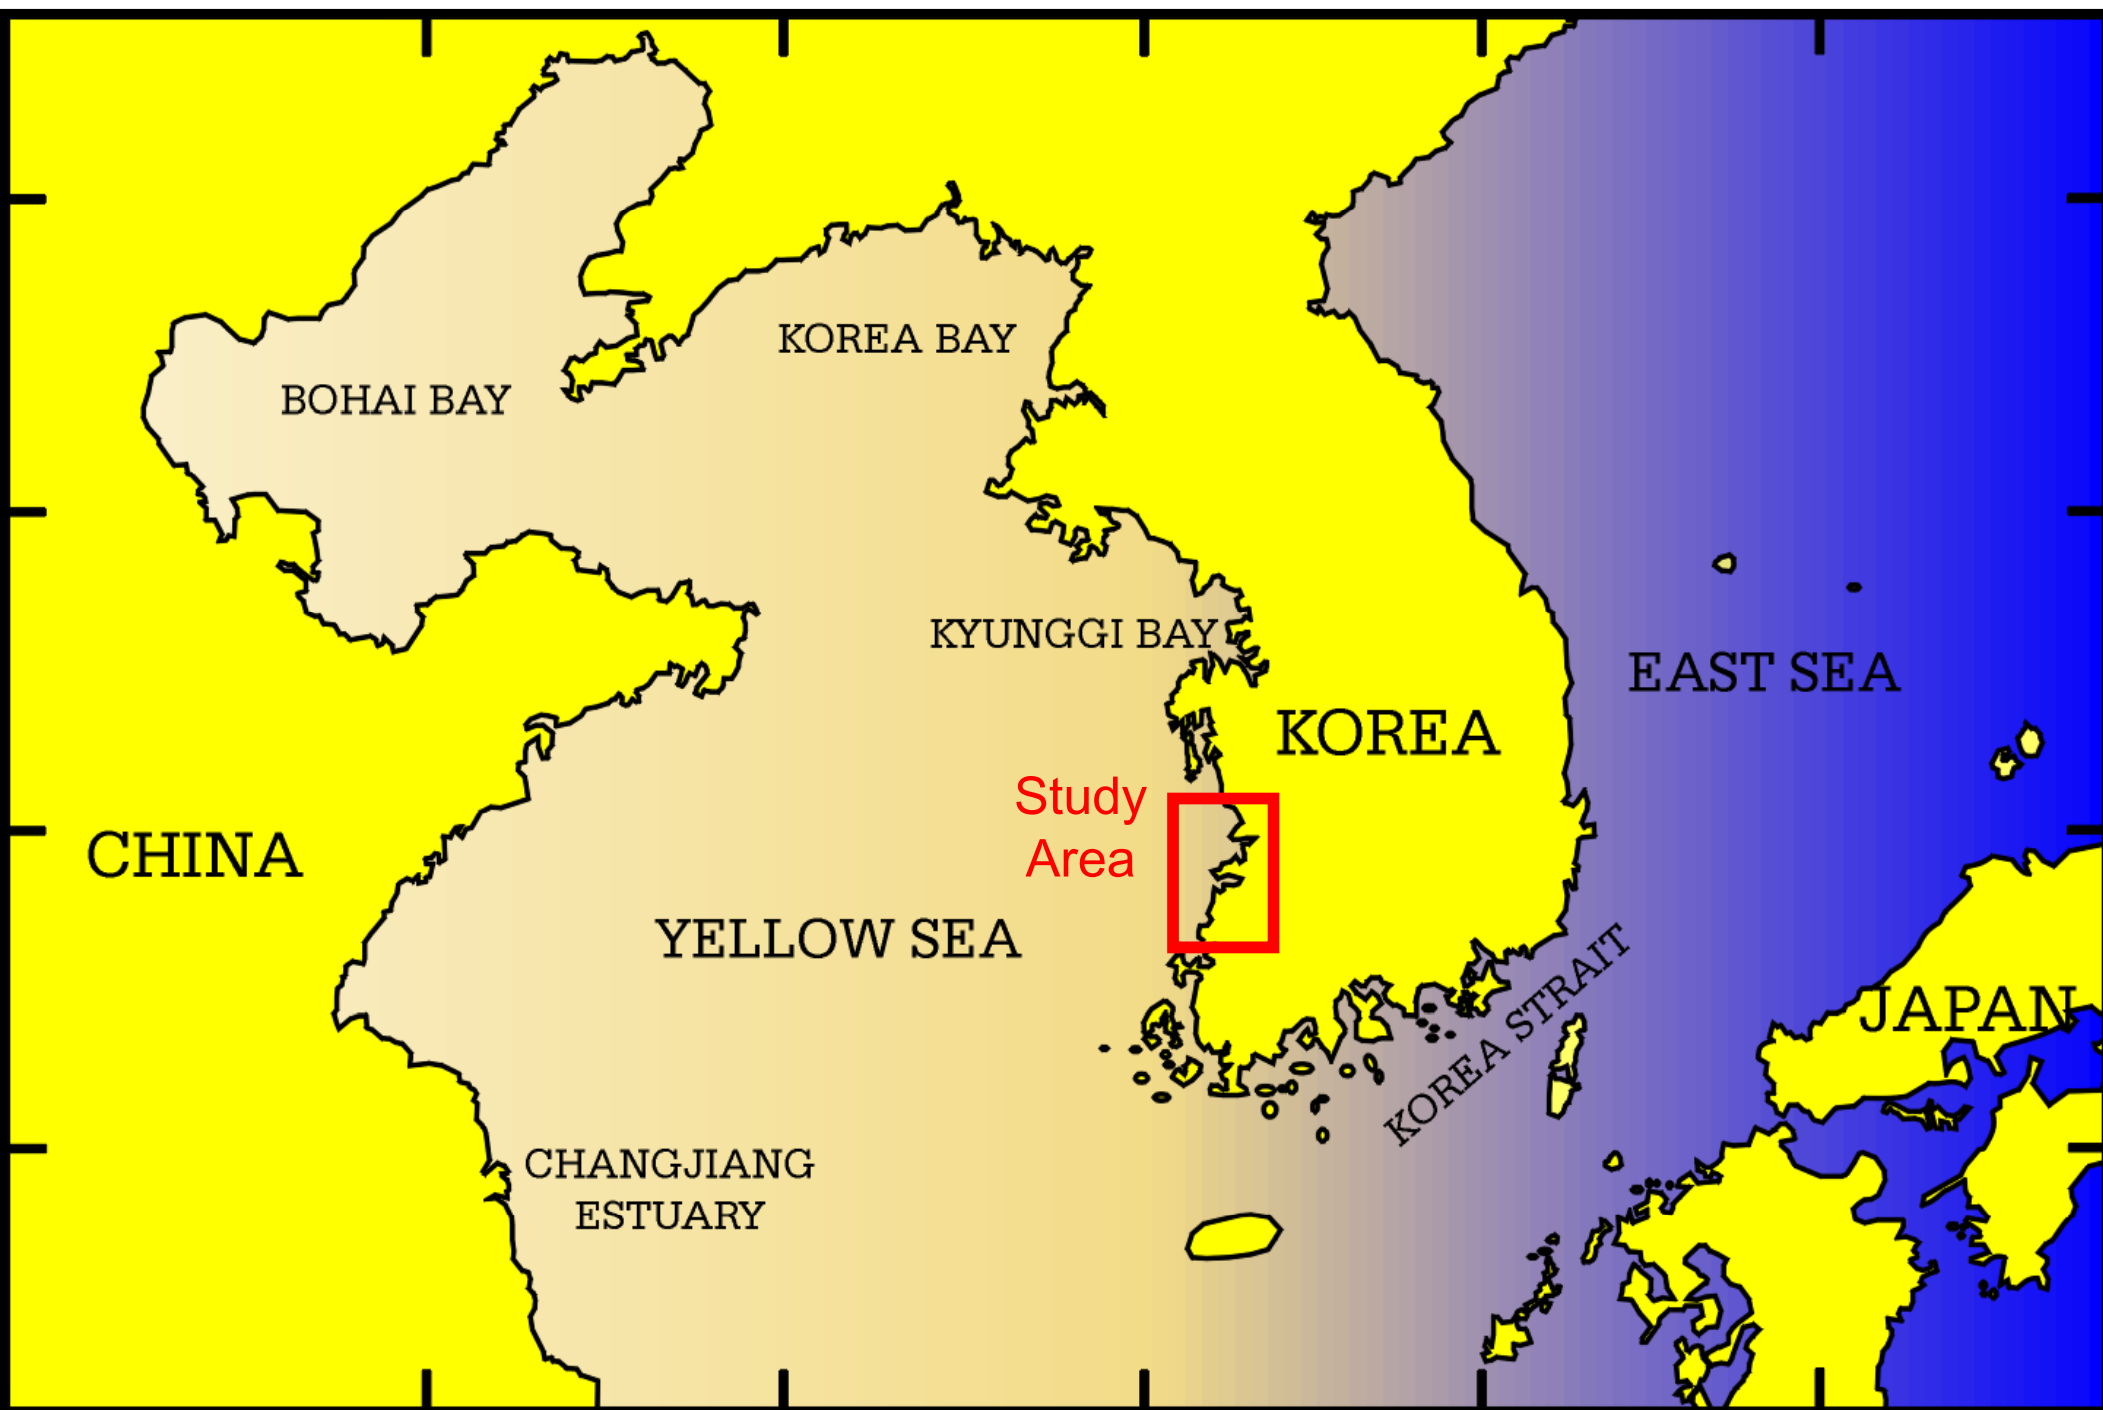 KOREA BAY
BOHAI BAY
KYUNGGI BAY
EAST SEA
KOREA
Study
Area
CHINA
YELLOW SEA
KOREA STRAIT
JAPAN
CHANGJIANG
ESTUARY